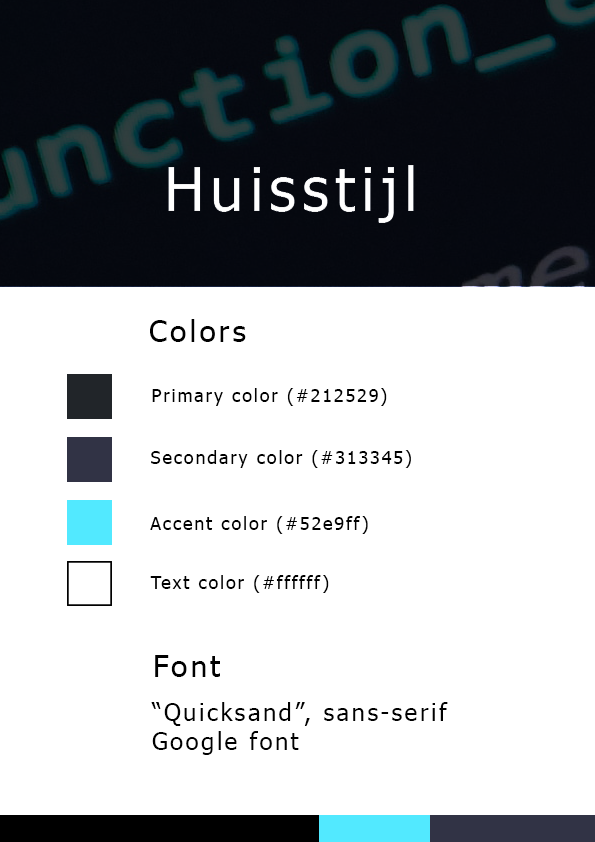 unction_
me
Huisstijl
Colors
Primary color (#212529)
Secondary color (#313345)
Accent color (#52e9ff)
Text color (#ffffff)
Font
“Quicksand”, sans-serif
Google font